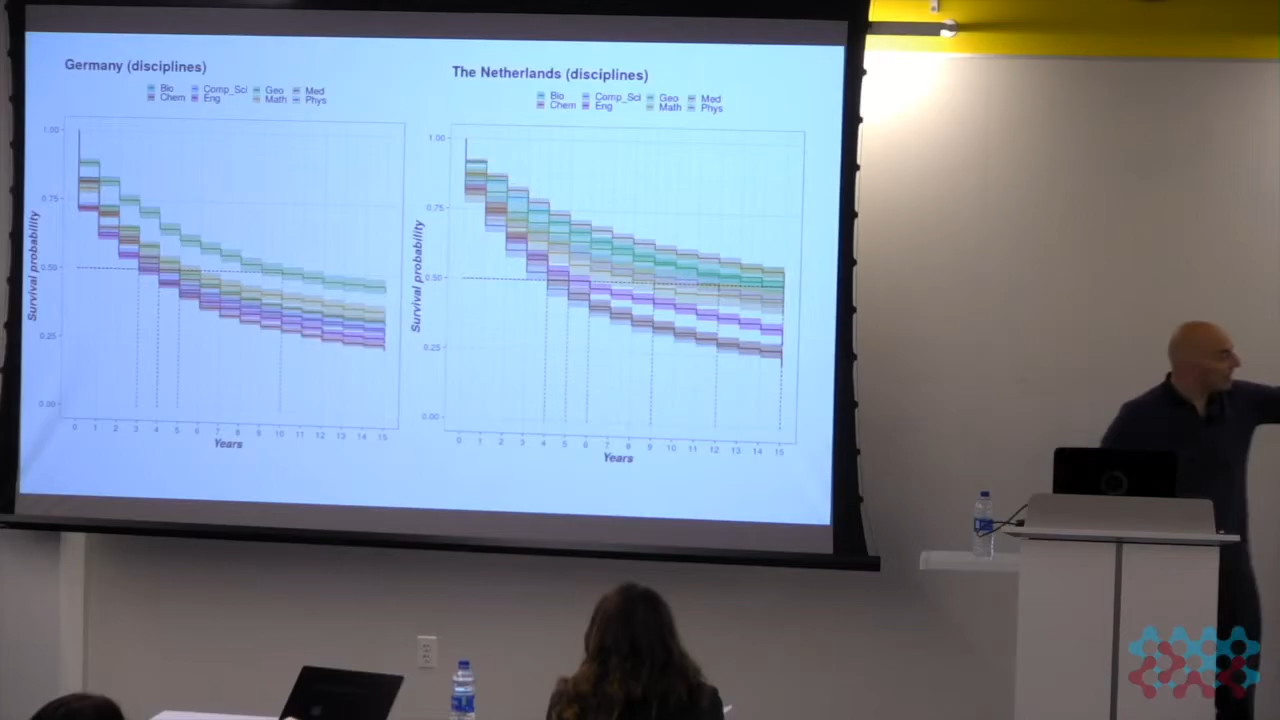 Germany (disciplines)
Bio Comp_Sci Geo Med
Chem Eng Math Phys
1.00
0.75
0.50
0.25
0.00
Survival probability
0 1 2 3 4 5 6 7 8 9 10 11 12 13 14 15
Years
The Netherlands (disciplines)
Bio Comp_Sci Geo Med
Chem Eng Math Phys
1.00
0.75
0.50
0.25
0.00
Survival probability
0 1 2 3 4 5 6 7 8 9 10 11 12 13 14 15
Years